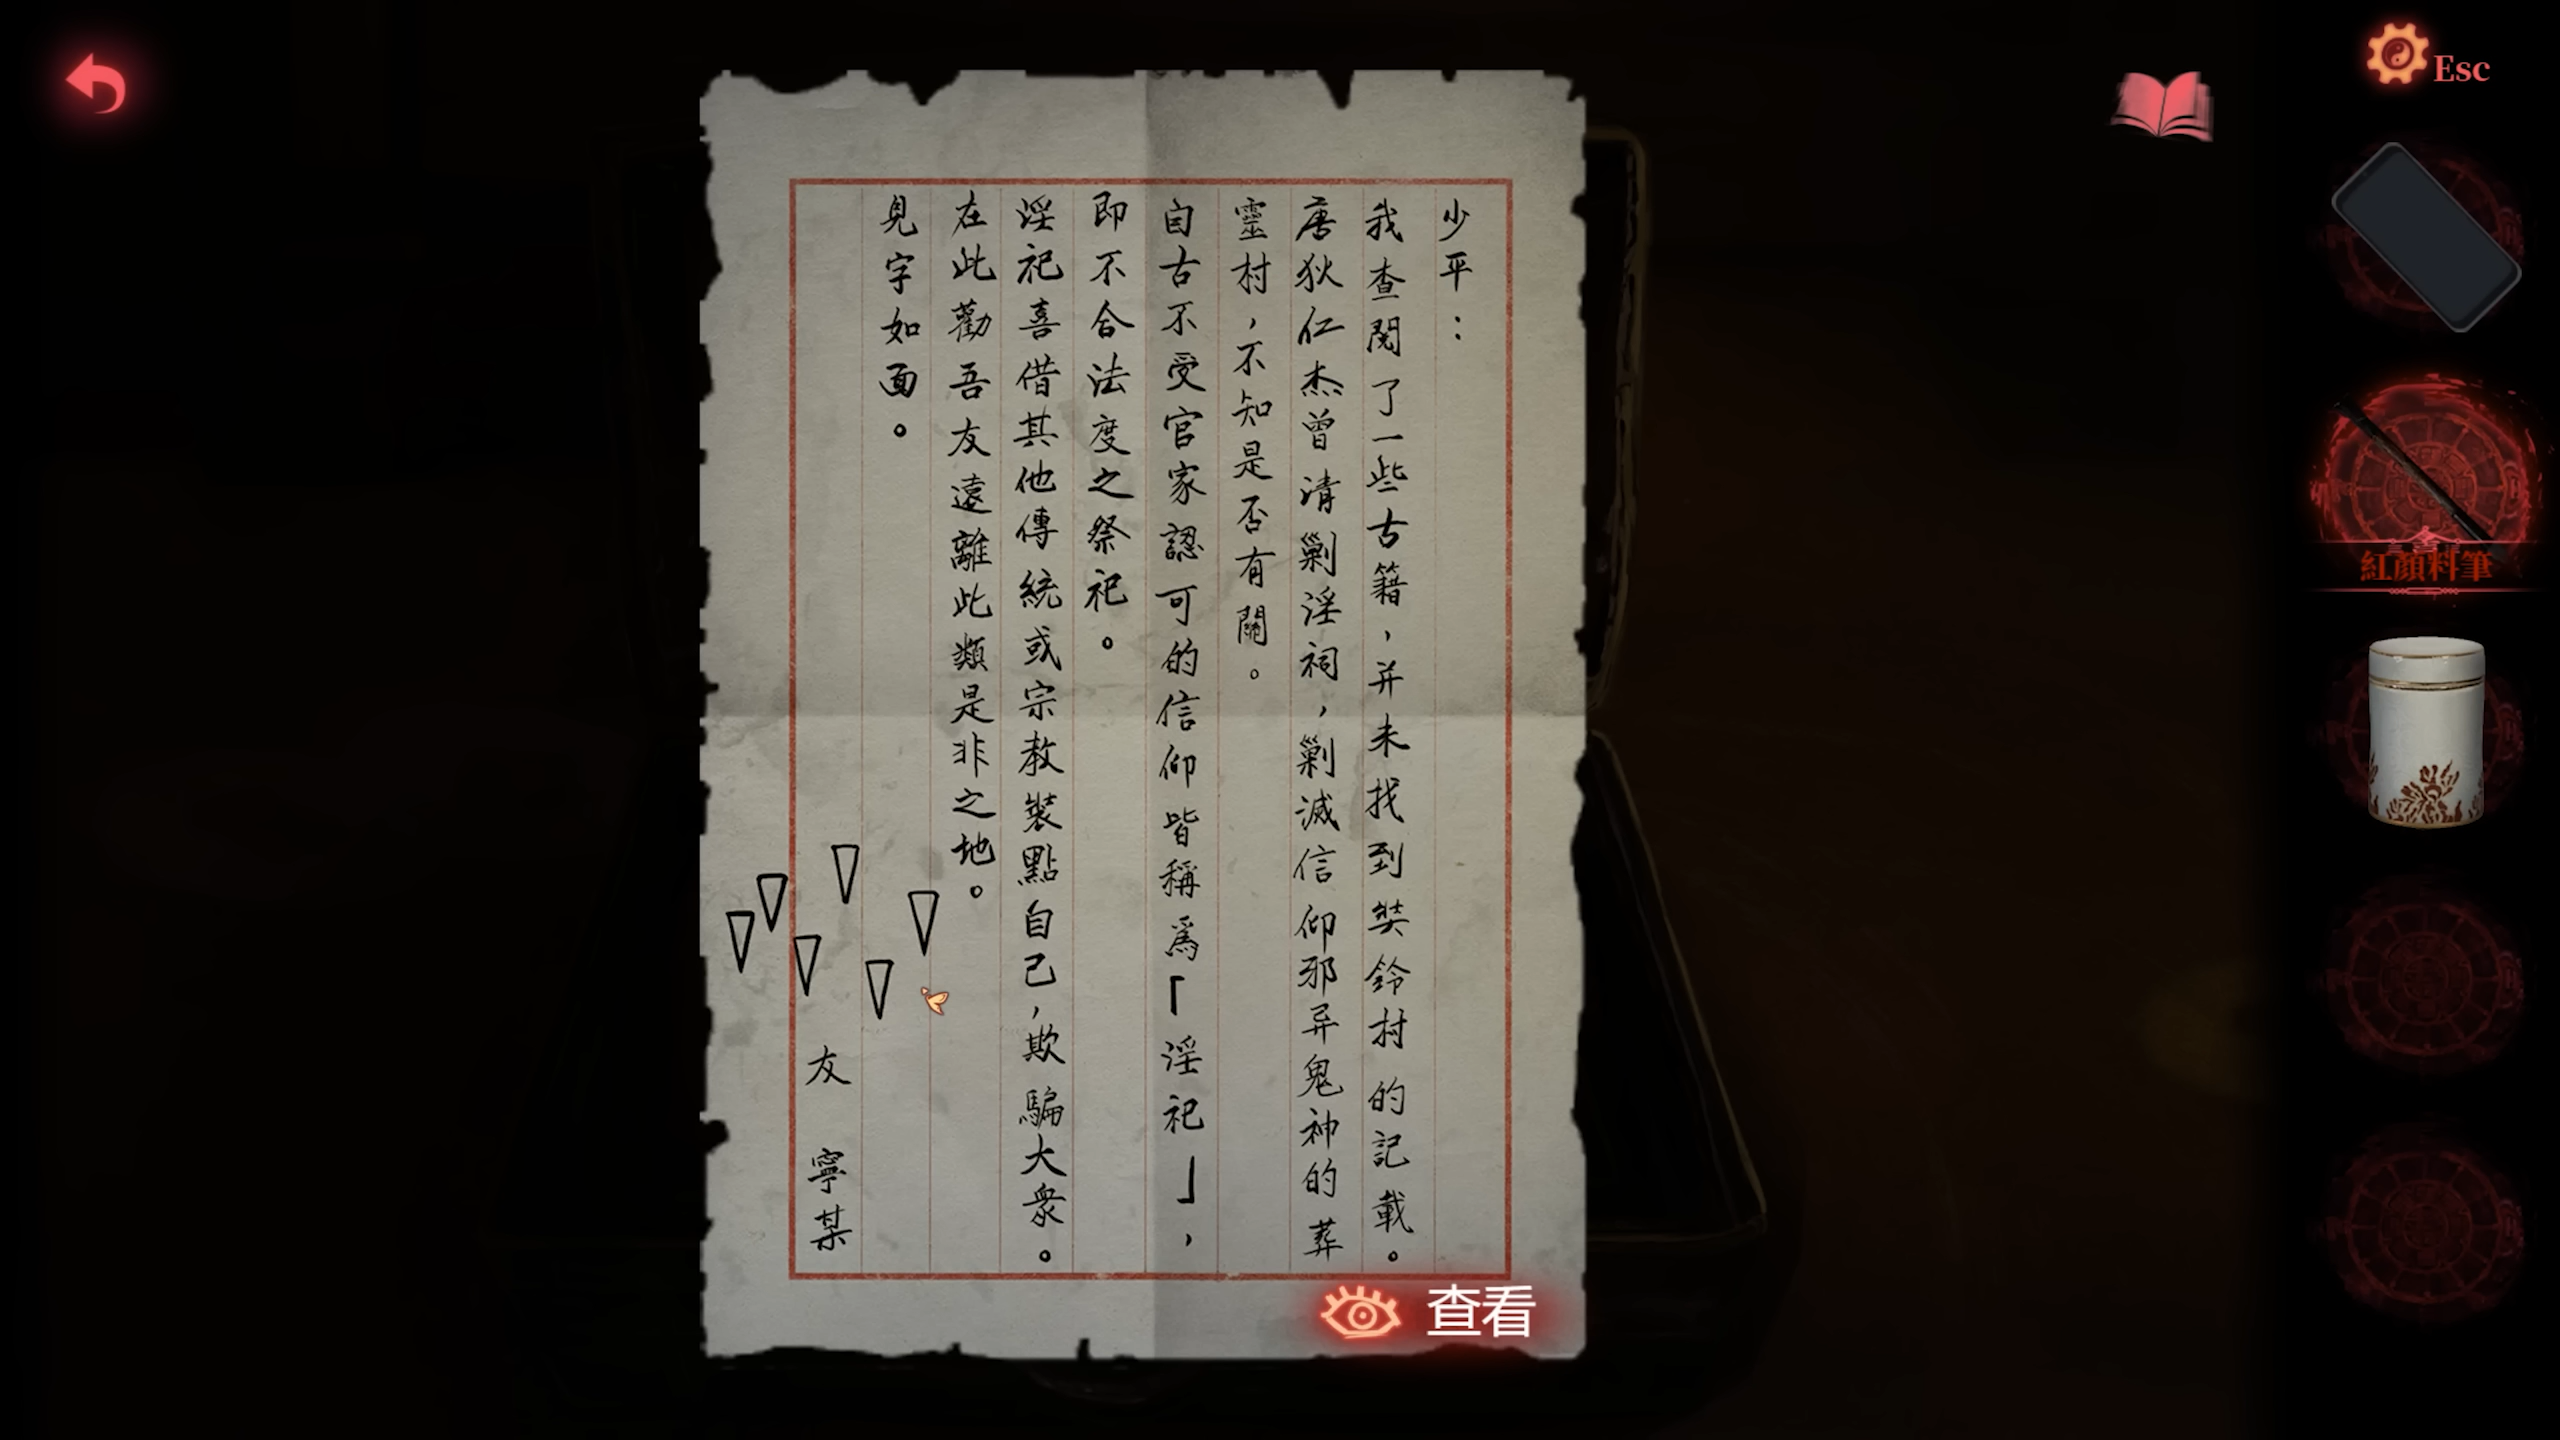 少平：
我查閱了一些古籍，并未找到奘鈴村的記載。
唐狄仁杰曾清剿淫祠，剿滅信仰邪异鬼神的葬
靈村，不知是否有關。
自古不受官家認可的信仰皆稱爲「淫祀」，
即不合法度之祭祀。
淫祀喜借其他傳統或宗教裝點自己，欺騙大衆。
在此勸吾友遠離此類是非之地。
見字如面。
友 寧某
查看
Esc
紅顏料筆